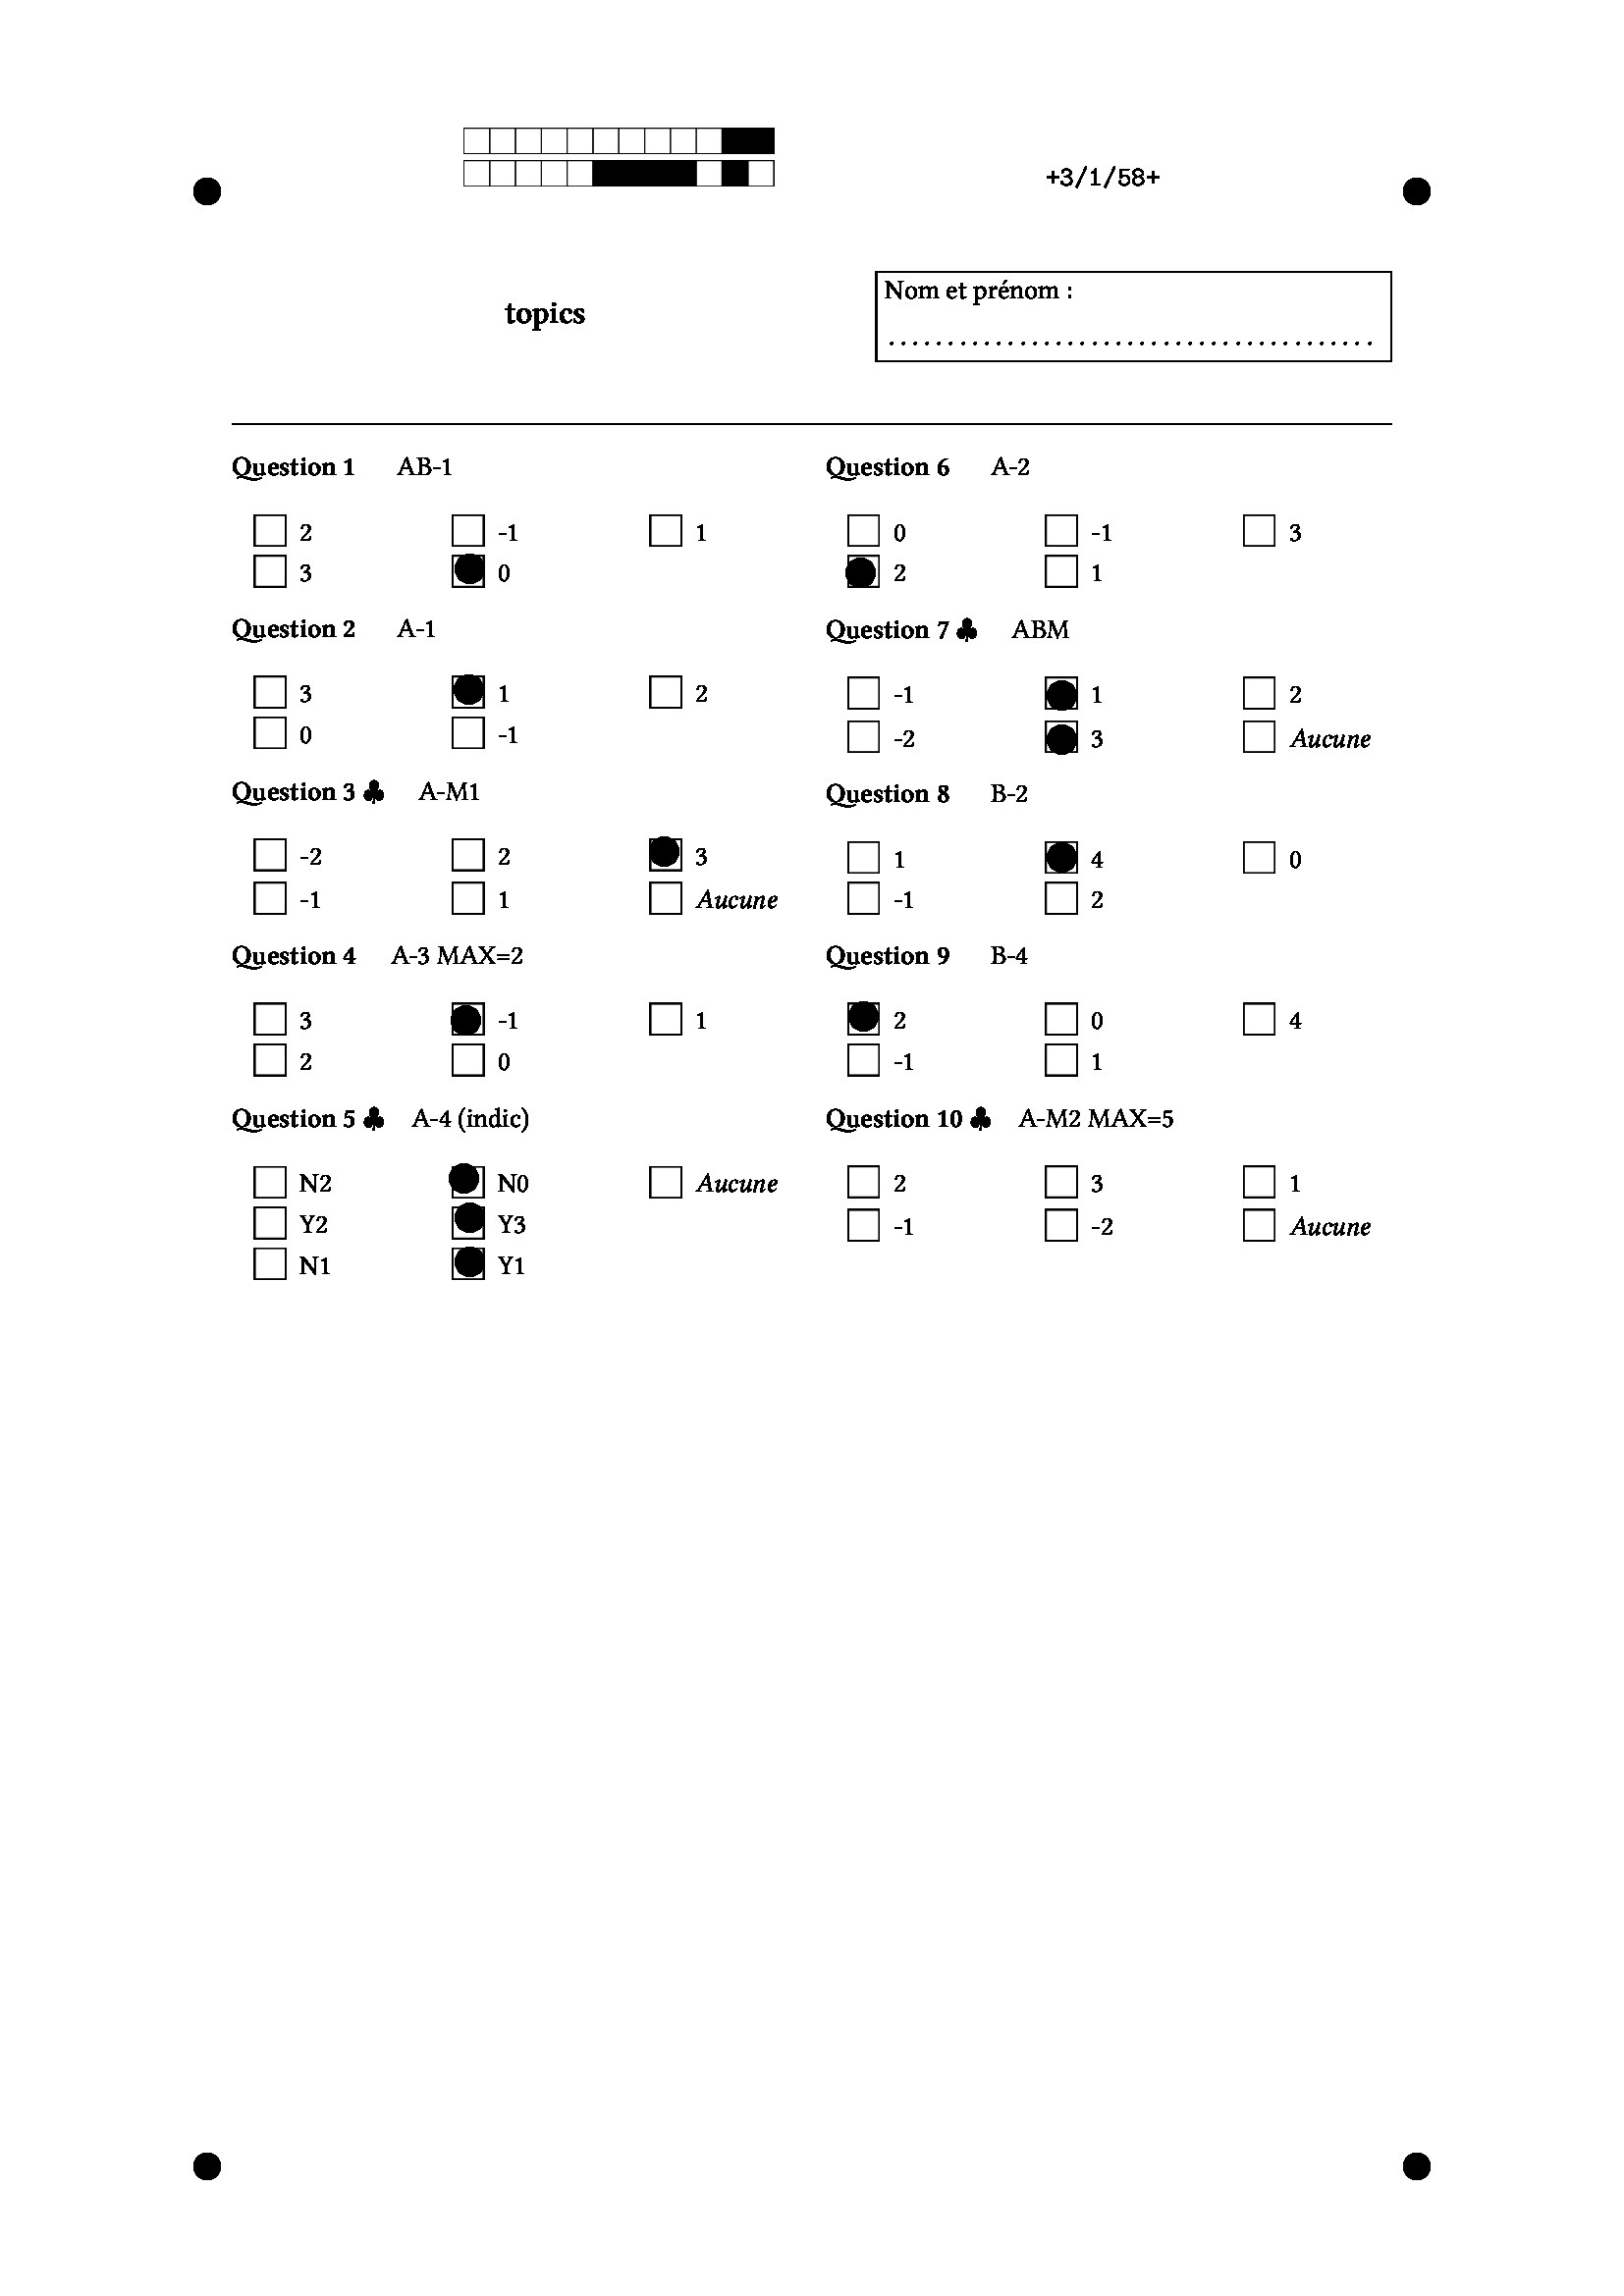 +3/1/58+
topics
Nom et prénom :
........................................
Question 1 AB-1
2 -1 1
3 0
Question 2 A-1
3 1 2
0 -1
Question 3 ♣ A-M1
-2 2 3
-1 1 Aucune
Question 4 A-3 MAX=2
3 -1 1
2 0
Question 5 ♣ A-4 (indic)
N2 N0 Aucune
Y2 Y3
N1 Y1
Question 6 A-2
0 -1 3
2 1
Question 7 ♣ ABM
-1 1 2
-2 3 Aucune
Question 8 B-2
1 4 0
-1 2
Question 9 B-4
2 0 4
-1 1
Question 10 ♣ A-M2 MAX=5
2 3 1
-1 -2 Aucune